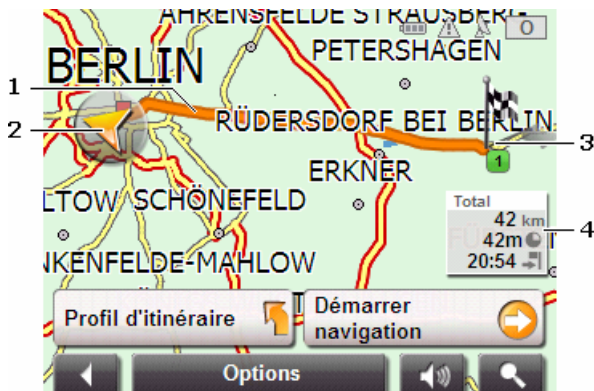 AHRENSFELDE STRAUSBERG
0
PETERSHAGEN
BERLIN
1
2
RÜDERSDORF BEI BERLIN
3
1
ERKNER
LTOW SCHÖNEFELD
Total
42 km
42m
20:54
4
NKENFELDE-MAHLOW
Profil d'itinéraire
Démarrer
navigation
Options